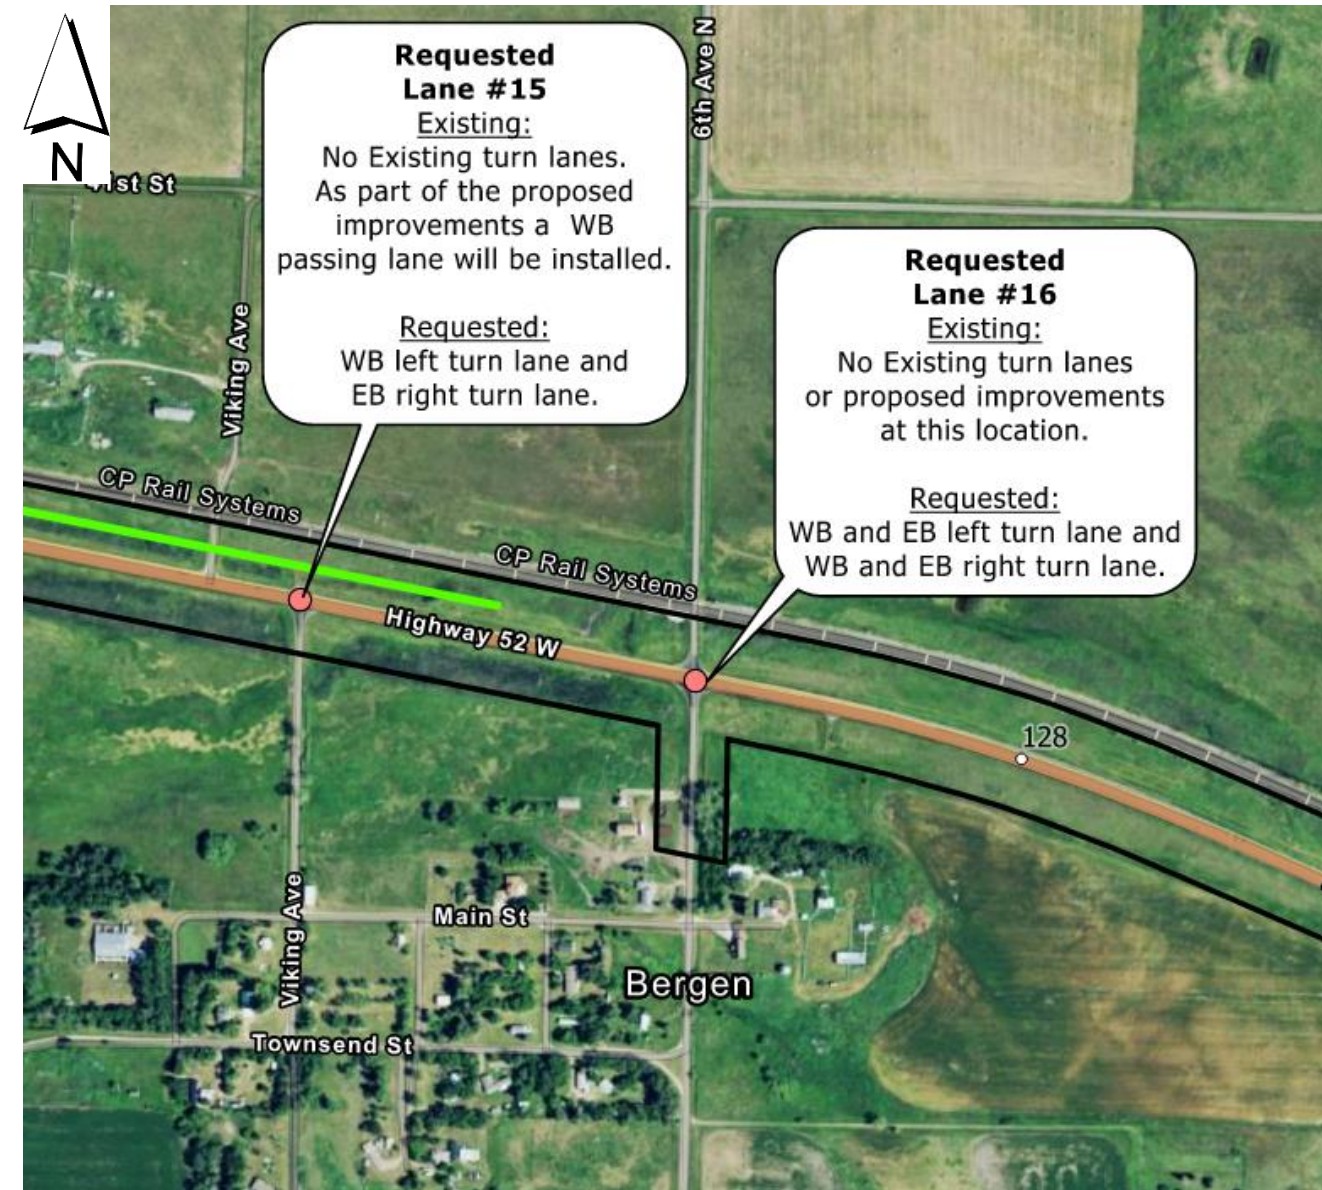 N
41st St
Requested
Lane #15
Existing:
No Existing turn lanes.
As part of the proposed
improvements a WB
passing lane will be installed.
Requested:
WB left turn lane and
EB right turn lane.
6th Ave N
Requested
Lane #16
Existing:
No Existing turn lanes
or proposed improvements
at this location.
Requested:
WB and EB left turn lane and
WB and EB right turn lane.
Viking Ave
CP Rail Systems
CP Rail Systems
Highway 52 W
128
Viking Ave
Main St
Bergen
Townsend St